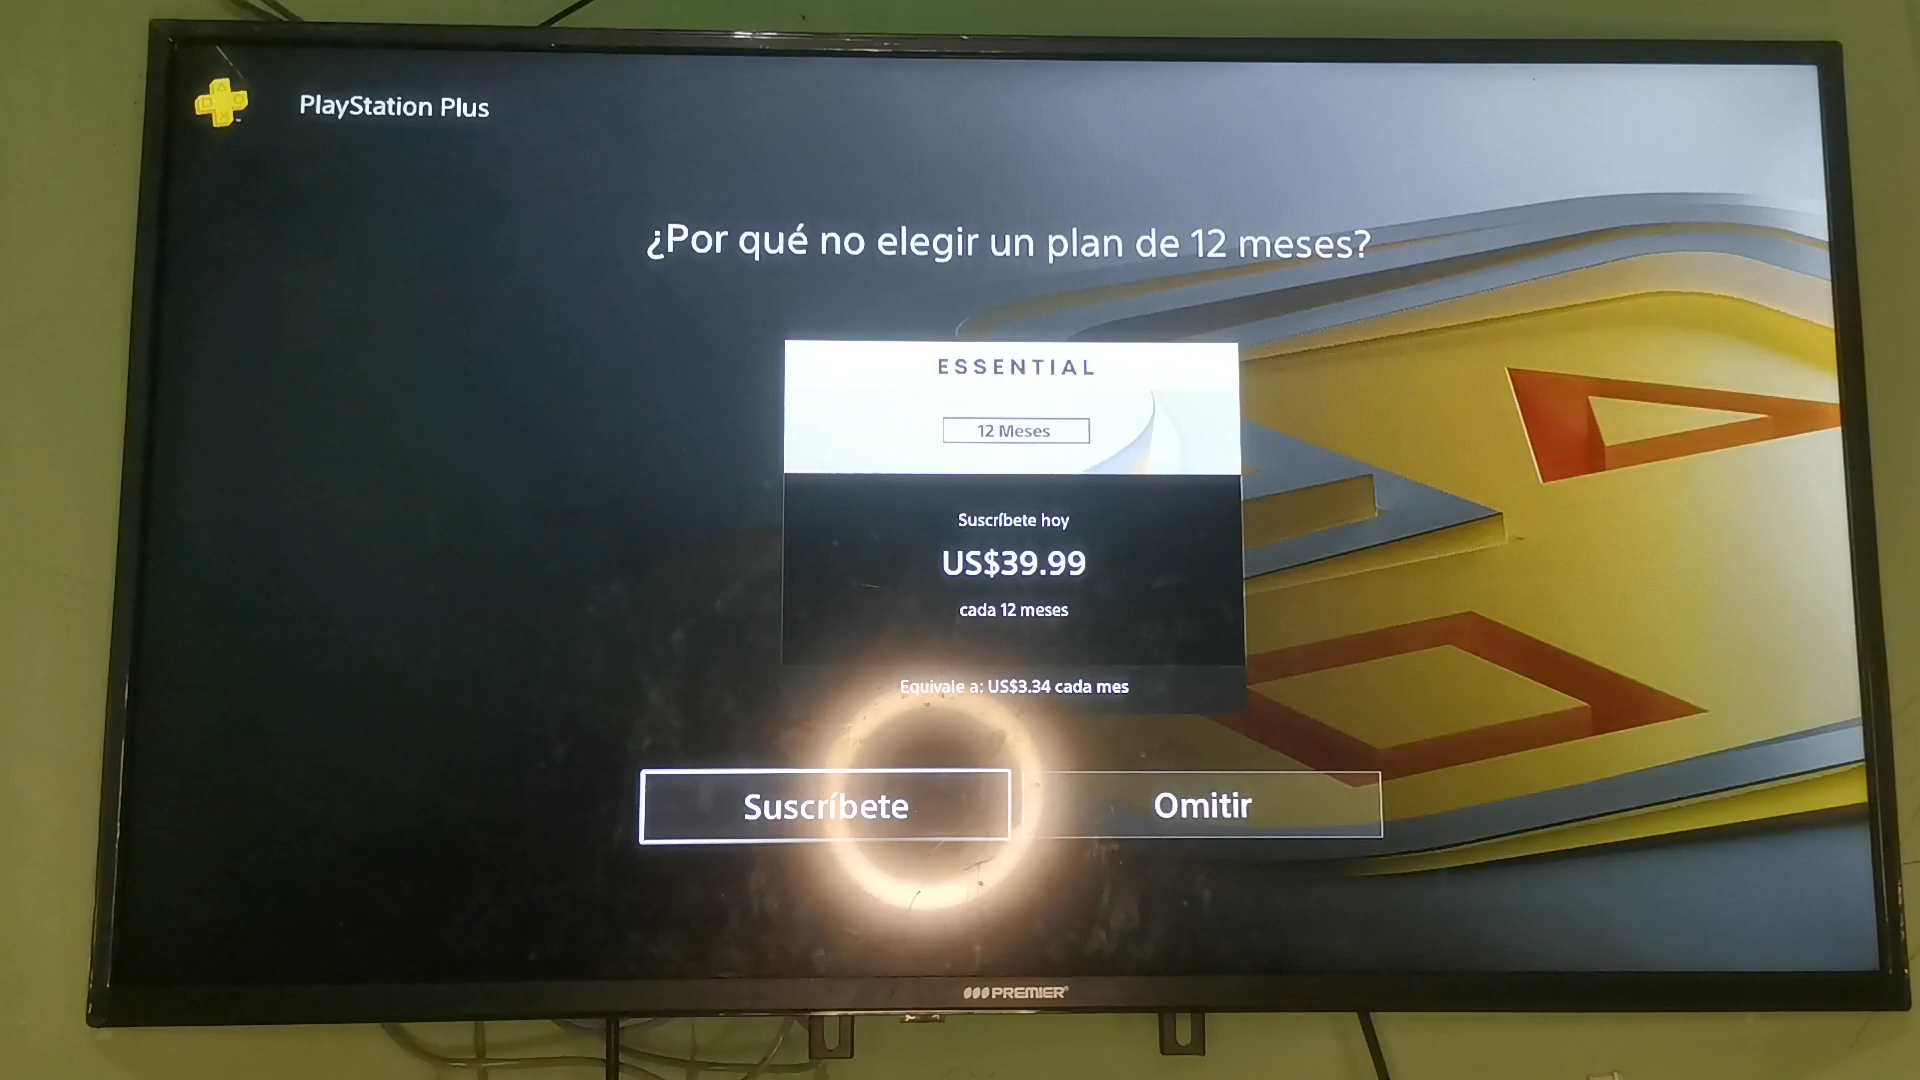 PlayStation Plus
¿Por qué no elegir un plan de 12 meses?
ESSENTIAL
12 Meses
Suscríbete hoy
US$39.99
cada 12 meses
Equivale a: US$3.34 cada mes
Suscríbete
Omitir
PREMIER